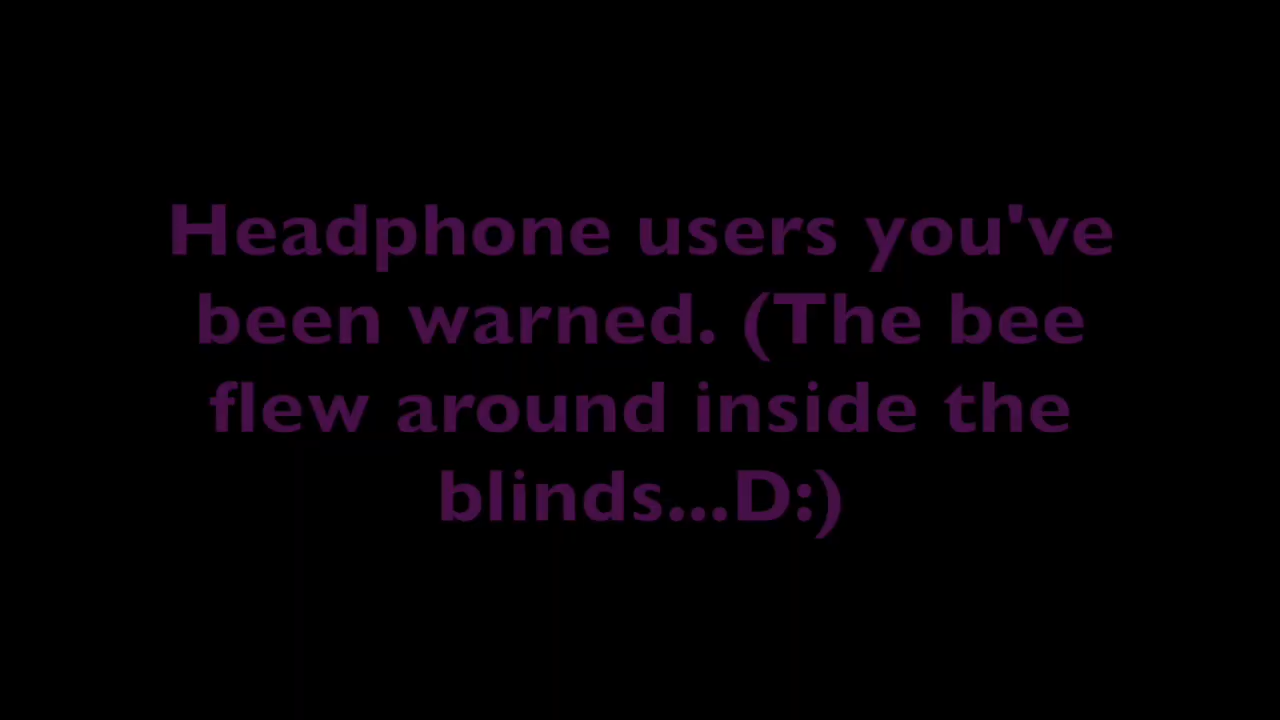 Headphone users you've
been warned. (The bee
flew around inside the
blinds...D:)